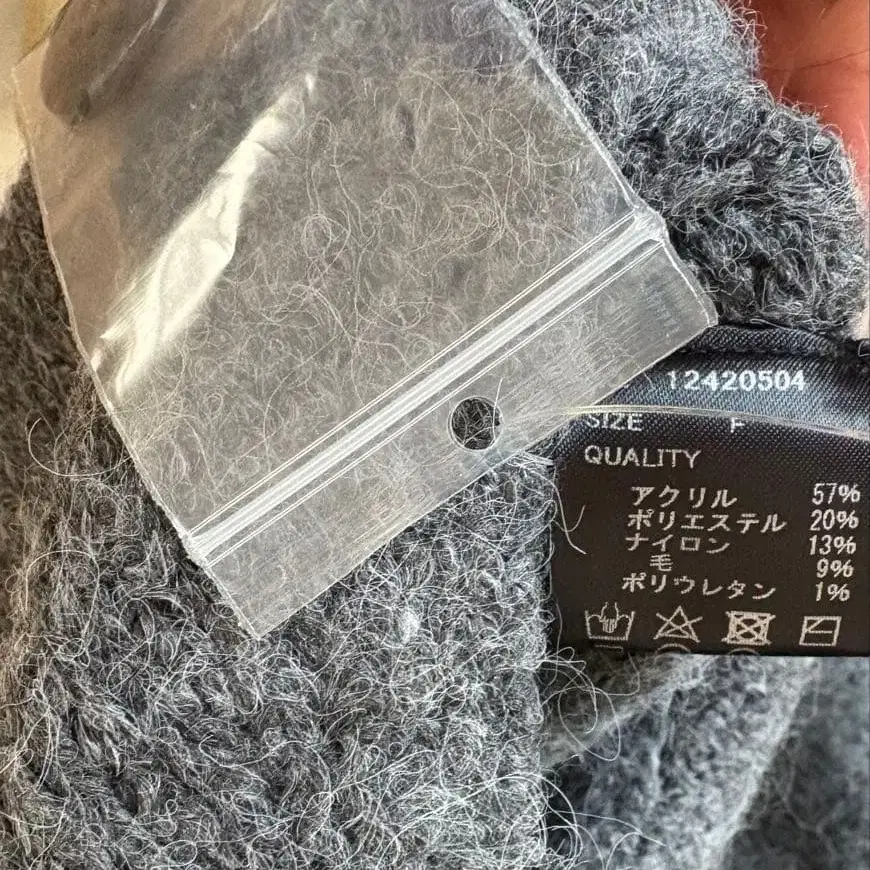 12420504
SIZE F
QUALITY
アクリル 57%
ポリエステル 20%
ナイロン 13%
毛 9%
ポリウレタン 1%